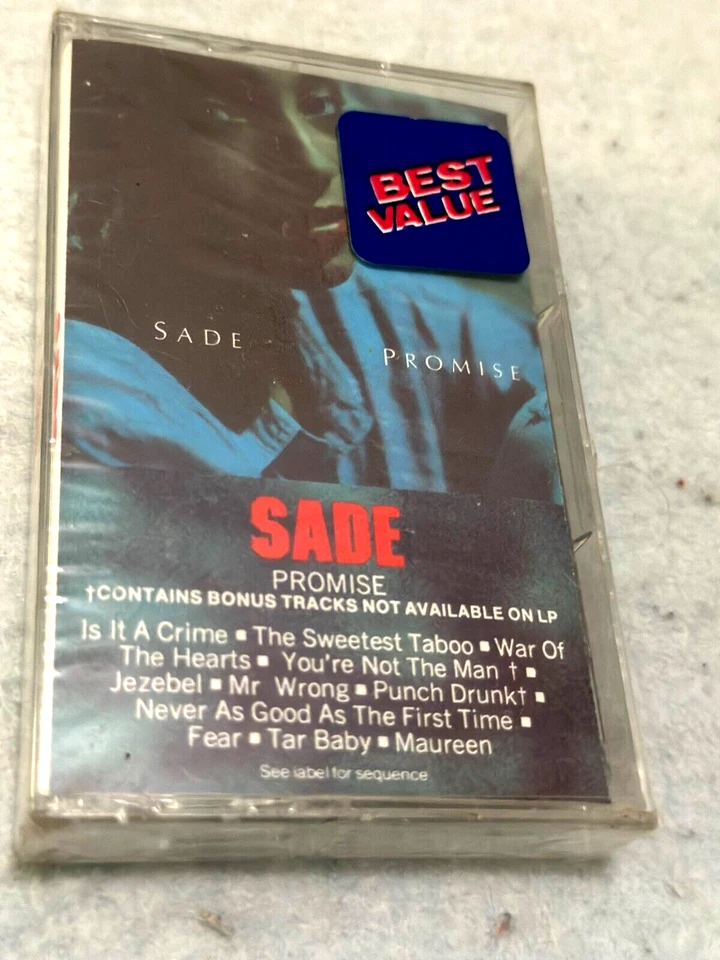 BEST
VALUE
SADE PROMISE
SADE
PROMISE
†CONTAINS BONUS TRACKS NOT AVAILABLE ON LP
Is It A Crime ▪ The Sweetest Taboo ▪ War Of
The Hearts ▪ You're Not The Man † ▪
Jezebel ▪ Mr Wrong ▪ Punch Drunk† ▪
Never As Good As The First Time ▪
Fear ▪ Tar Baby ▪ Maureen
See label for sequence